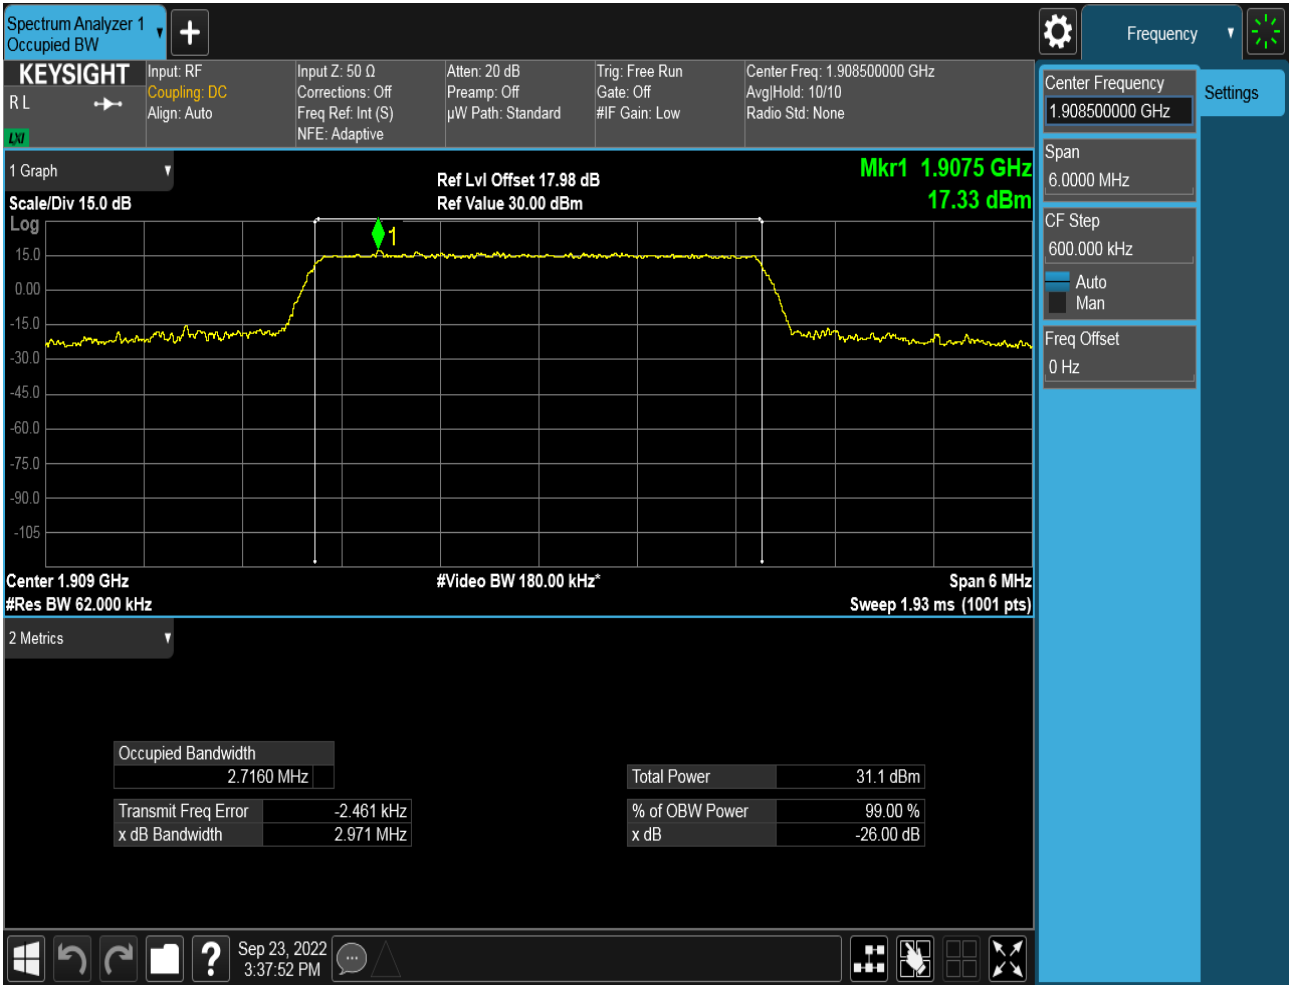 Spectrum Analyzer 1
Occupied BW
Frequency
KEYSIGHT
R L
LXI
Input: RF
Coupling: DC
Align: Auto
Input Z: 50 Ω
Corrections: Off
Freq Ref: Int (S)
NFE: Adaptive
Atten: 20 dB
Preamp: Off
µW Path: Standard
Trig: Free Run
Gate: Off
#IF Gain: Low
Center Freq: 1.908500000 GHz
Avg|Hold: 10/10
Radio Std: None
Center Frequency
1.908500000 GHz
Settings
Span
6.0000 MHz
CF Step
600.000 kHz
Auto
Man
Freq Offset
0 Hz
1 Graph
Scale/Div 15.0 dB
Ref Lvl Offset 17.98 dB
Ref Value 30.00 dBm
Mkr1 1.9075 GHz
17.33 dBm
Log
1
15.0
0.00
-15.0
-30.0
-45.0
-60.0
-75.0
-90.0
-105
Center 1.909 GHz
#Video BW 180.00 kHz*
Span 6 MHz
#Res BW 62.000 kHz
Sweep 1.93 ms (1001 pts)
2 Metrics
Occupied Bandwidth
2.7160 MHz
Total Power 31.1 dBm
Transmit Freq Error -2.461 kHz
% of OBW Power 99.00 %
x dB Bandwidth 2.971 MHz
x dB -26.00 dB
?
Sep 23, 2022
3:37:52 PM